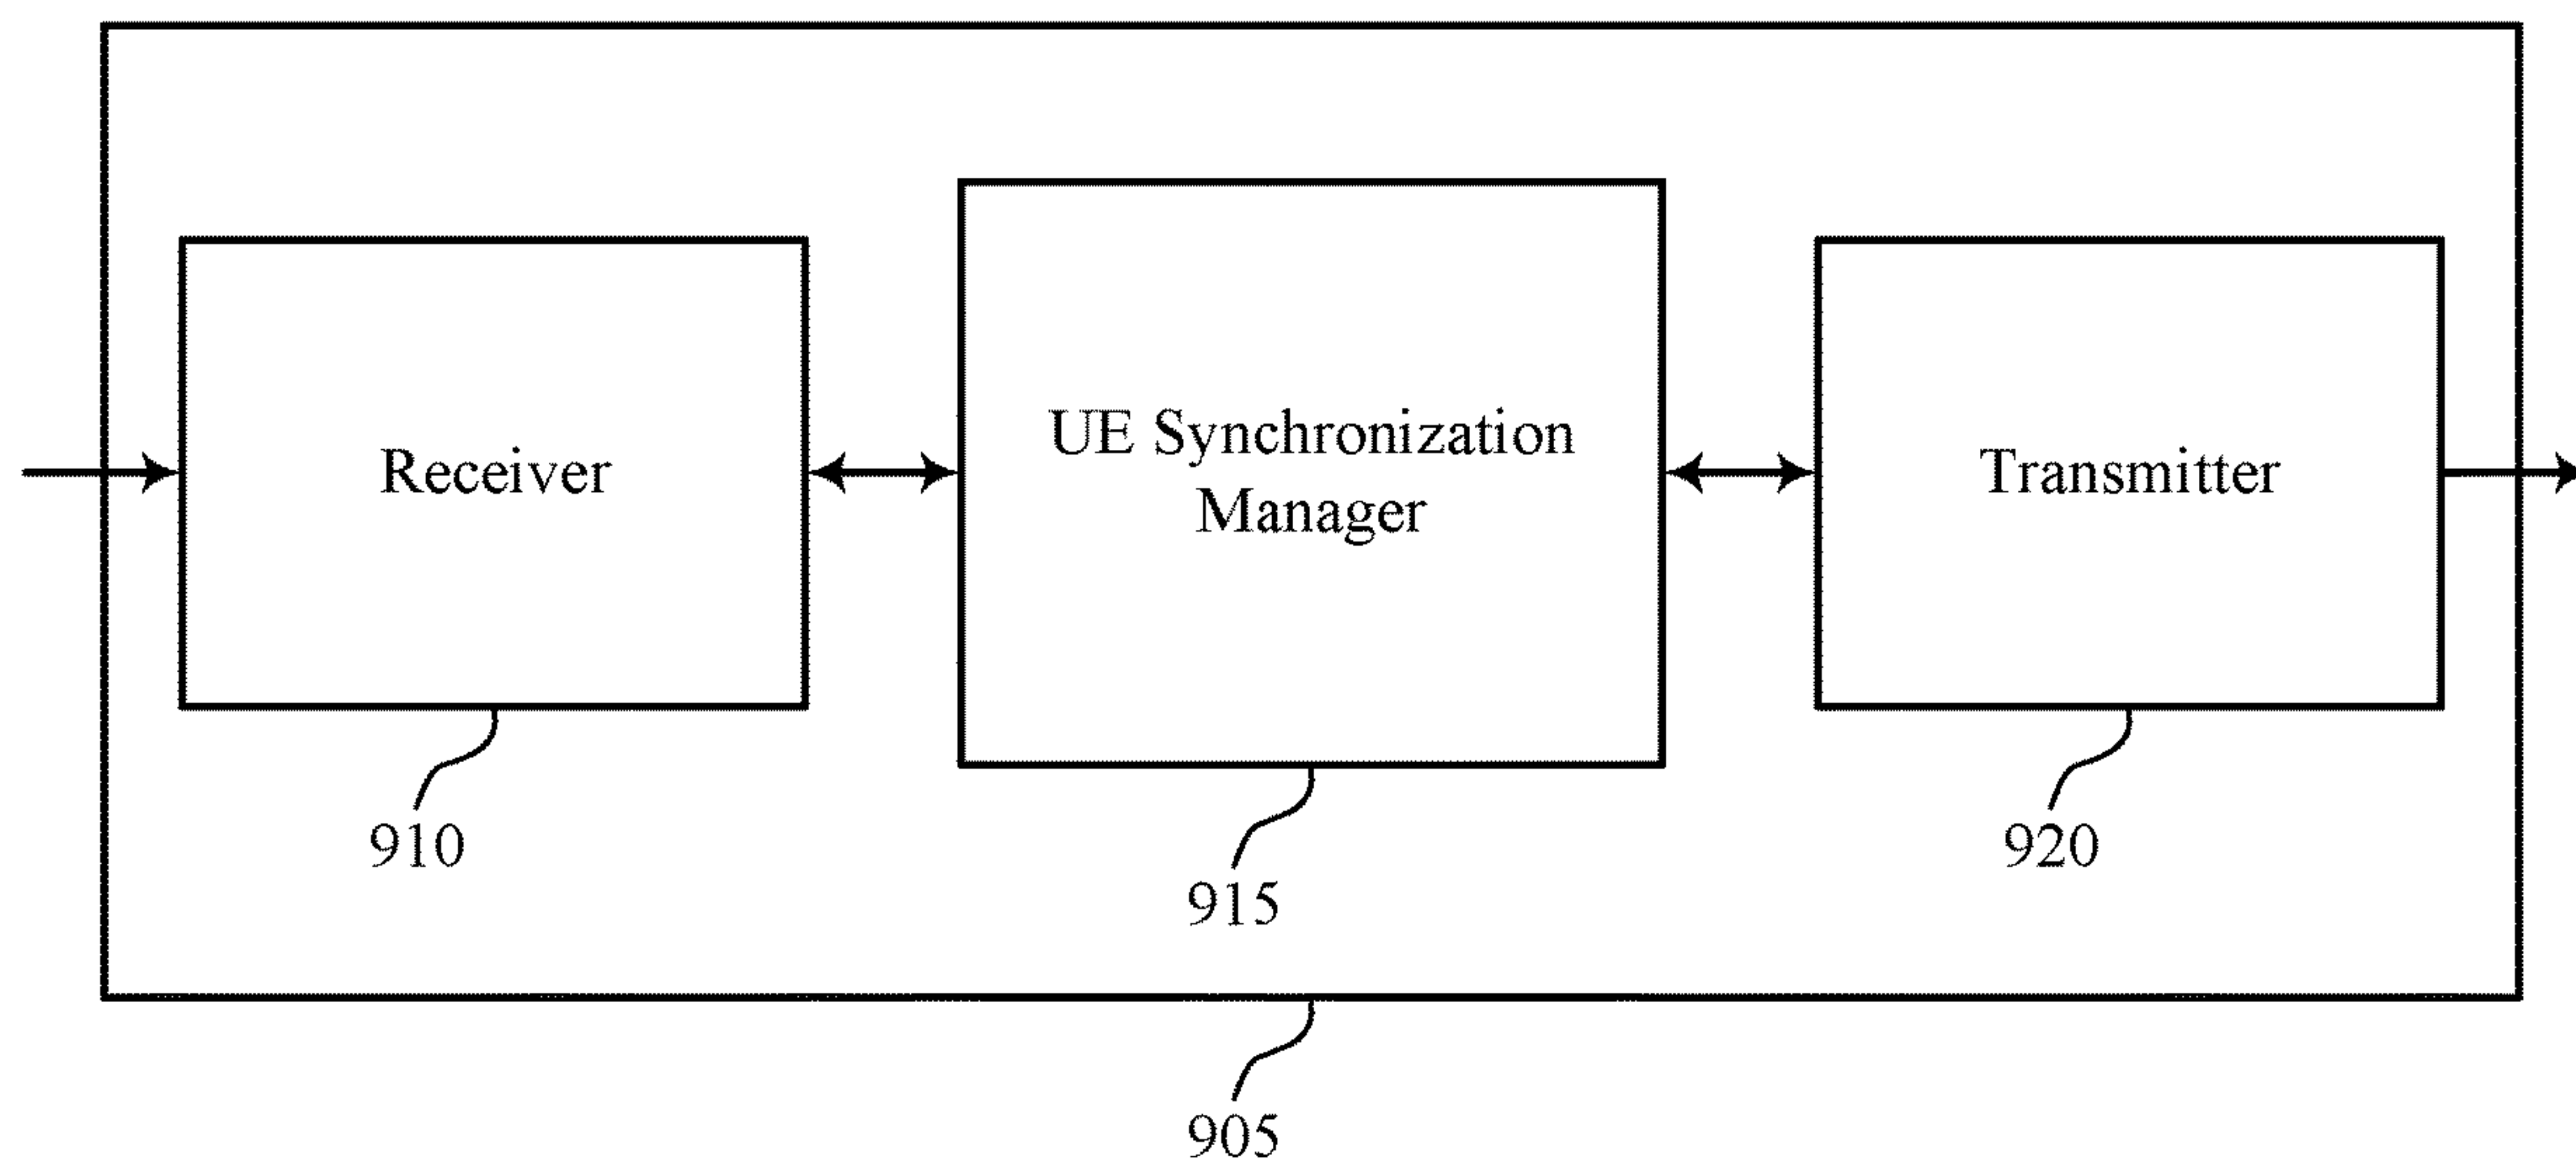 Receiver
UE Synchronization
Manager
Transmitter
910
915
920
905